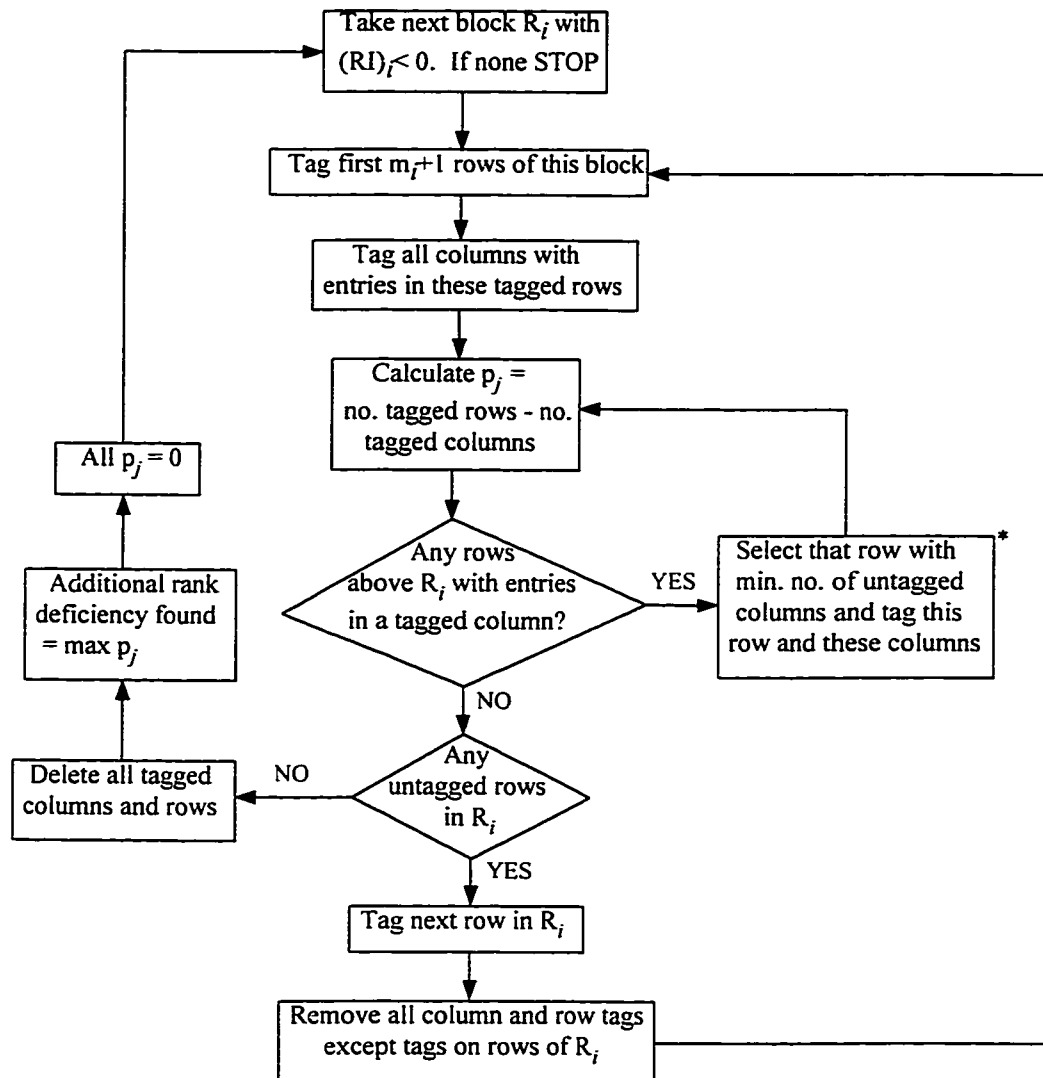 Take next block R_i with
(RI)_i < 0. If none STOP
Tag first m_i+1 rows of this block
Tag all columns with
entries in these tagged rows
Calculate p_j =
no. tagged rows - no.
tagged columns
All p_j = 0
Any rows
above R_i with entries
in a tagged column?
YES
Select that row with
min. no. of untagged
columns and tag this
row and these columns
*
Additional rank
deficiency found
= max p_j
NO
Any
untagged rows
in R_i
NO
Delete all tagged
columns and rows
YES
Tag next row in R_i
Remove all column and row tags
except tags on rows of R_i